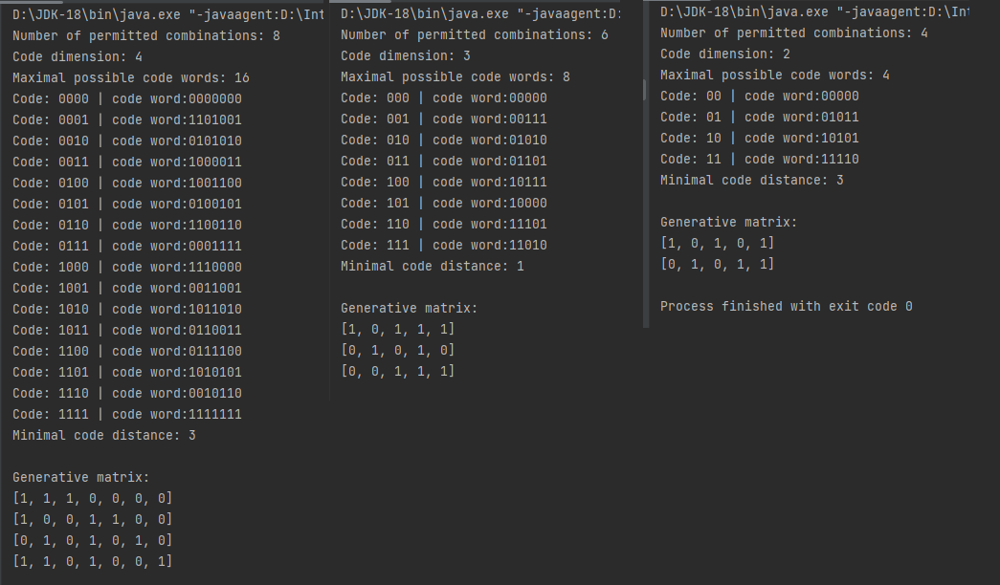 D:\JDK-18\bin\java.exe "-javaagent:D:\Int
Number of permitted combinations: 8
Code dimension: 4
Maximal possible code words: 16
Code: 0000 | code word:0000000
Code: 0001 | code word:1101001
Code: 0010 | code word:0101010
Code: 0011 | code word:1000011
Code: 0100 | code word:1001100
Code: 0101 | code word:0100101
Code: 0110 | code word:1100110
Code: 0111 | code word:0001111
Code: 1000 | code word:1110000
Code: 1001 | code word:0011001
Code: 1010 | code word:1011010
Code: 1011 | code word:0110011
Code: 1100 | code word:0111100
Code: 1101 | code word:1010101
Code: 1110 | code word:0010110
Code: 1111 | code word:1111111
Minimal code distance: 3
Generative matrix:
[1, 1, 1, 0, 0, 0, 0]
[1, 0, 0, 1, 1, 0, 0]
[0, 1, 0, 1, 0, 1, 0]
[1, 1, 0, 1, 0, 0, 1]
D:\JDK-18\bin\java.exe "-javaagent:D:
Number of permitted combinations: 6
Code dimension: 3
Maximal possible code words: 8
Code: 000 | code word:00000
Code: 001 | code word:00111
Code: 010 | code word:01010
Code: 011 | code word:01101
Code: 100 | code word:10111
Code: 101 | code word:10000
Code: 110 | code word:11101
Code: 111 | code word:11010
Minimal code distance: 1
Generative matrix:
[1, 0, 1, 1, 1]
[0, 1, 0, 1, 0]
[0, 0, 1, 1, 1]
D:\JDK-18\bin\java.exe "-javaagent:D:\Int
Number of permitted combinations: 4
Code dimension: 2
Maximal possible code words: 4
Code: 00 | code word:00000
Code: 01 | code word:01011
Code: 10 | code word:10101
Code: 11 | code word:11110
Minimal code distance: 3
Generative matrix:
[1, 0, 1, 0, 1]
[0, 1, 0, 1, 1]
Process finished with exit code 0